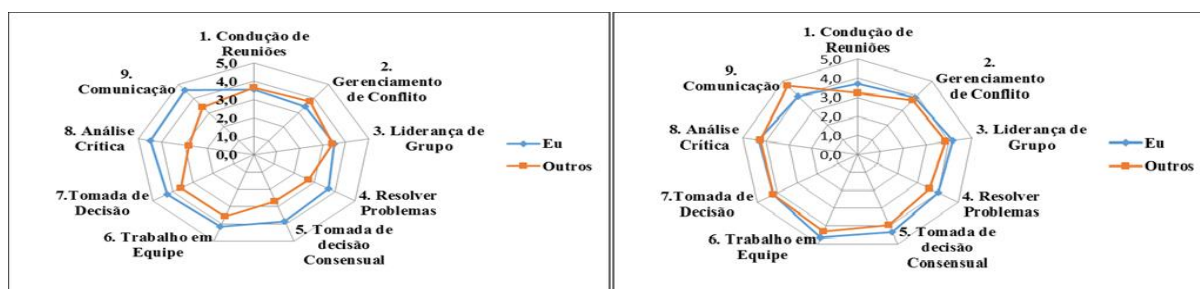 1. Condução de
Reuniões
5,0
4,0
3,0
2,0
1,0
0,0
2.
Gerenciamento
de Conflito
3. Liderança de
Grupo
4. Resolver
Problemas
5. Tomada de
decisão
Consensual
6. Trabalho em
Equipe
7.Tomada de
Decisão
8. Análise
Crítica
9.
Comunicação
Eu
Outros
1. Condução de
Reuniões
5,0
4,0
3,0
2,0
1,0
0,0
2.
Gerenciamento
de Conflito
3. Liderança de
Grupo
4. Resolver
Problemas
5. Tomada de
decisão
Consensual
6. Trabalho em
Equipe
7.Tomada de
Decisão
8. Análise
Crítica
9.
Comunicação
Eu
Outros